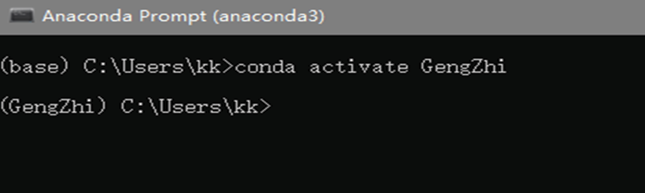 Anaconda Prompt (anaconda3)
(base) C:\Users\kk>conda activate GengZhi
(GengZhi) C:\Users\kk>